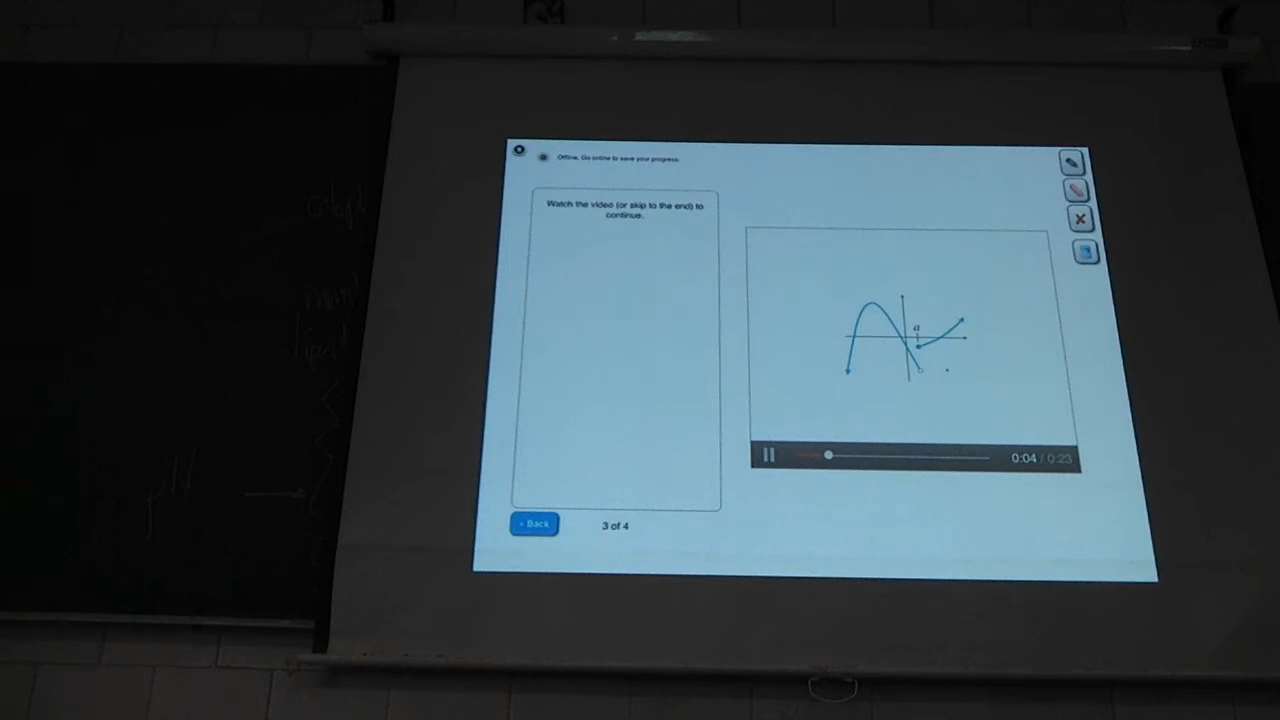 Offline. Go online to save your progress.
Watch the video (or skip to the end) to
continue.
a
0:04 / 0:23
‹ Back
3 of 4
pH